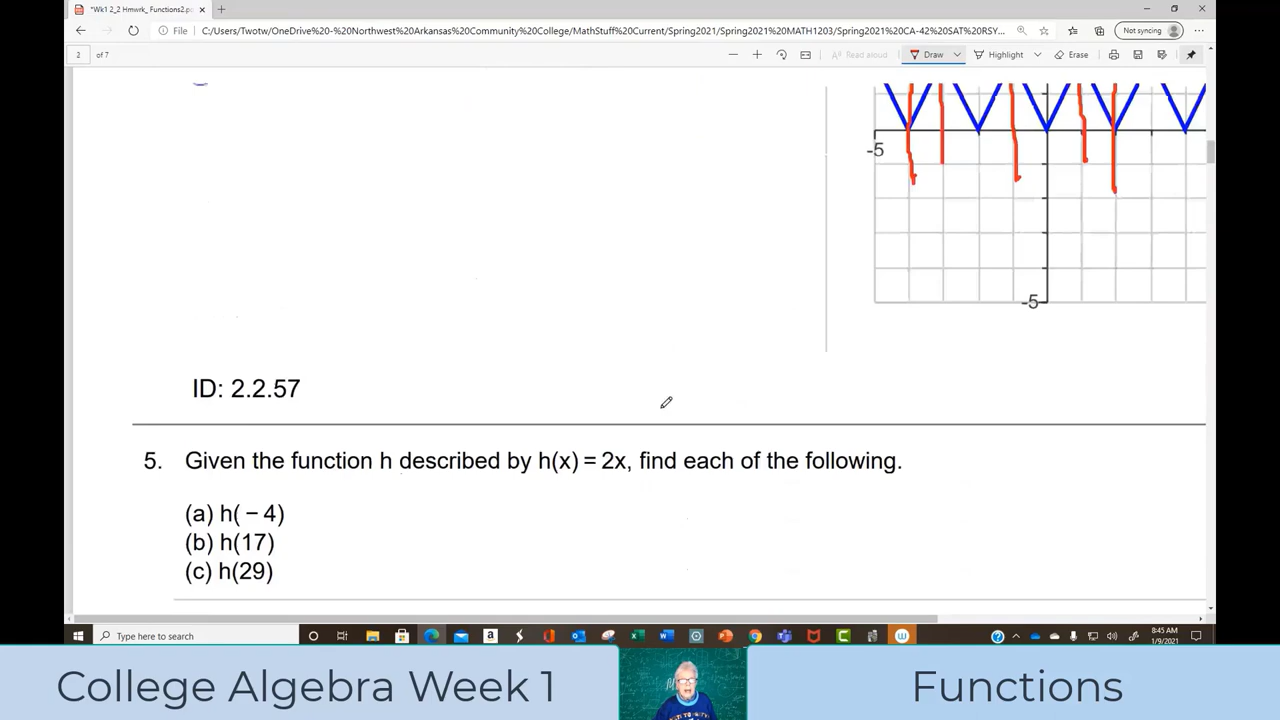 *Wk1 2_2 Hmwrk_ Functions2.p
File C:/Users/Twotw/OneDrive%20-%20Northwest%20Arkansas%20Community%20College/MathStuff%20Current/Spring2021/Spring2021%20MATH1203/Spring2021%20CA-42%20SAT%20RSY... Not syncing
2 of 7 Read aloud Draw Highlight Erase
-5
-5
ID: 2.2.57
5. Given the function h described by h(x) = 2x, find each of the following.
(a) h( − 4)
(b) h(17)
(c) h(29)
Type here to search
8:45 AM
1/9/2021
College Algebra Week 1
Functions